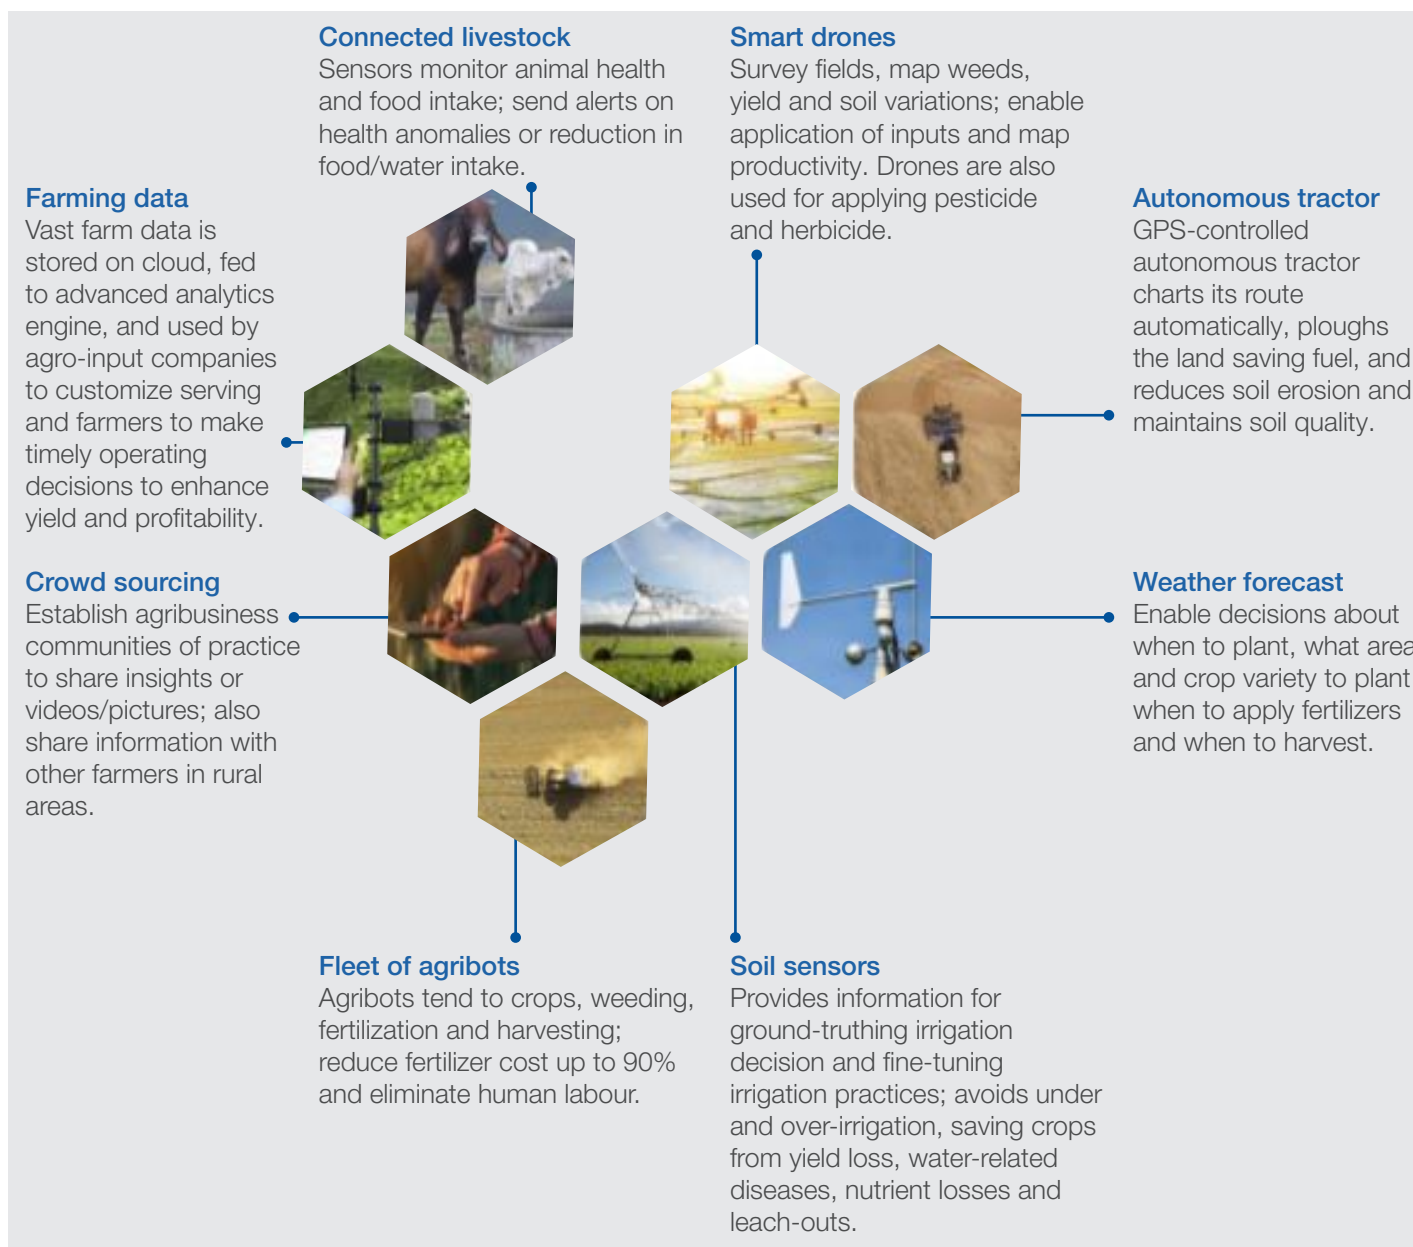 Connected livestock
Sensors monitor animal health
and food intake; send alerts on
health anomalies or reduction in
food/water intake.
Smart drones
Survey fields, map weeds,
yield and soil variations; enable
application of inputs and map
productivity. Drones are also
used for applying pesticide
and herbicide.
Farming data
Vast farm data is
stored on cloud, fed
to advanced analytics
engine, and used by
agro-input companies
to customize serving
and farmers to make
timely operating
decisions to enhance
yield and profitability.
Autonomous tractor
GPS-controlled
autonomous tractor
charts its route
automatically, ploughs
the land saving fuel, and
reduces soil erosion and
maintains soil quality.
Crowd sourcing
Establish agribusiness
communities of practice
to share insights or
videos/pictures; also
share information with
other farmers in rural
areas.
Weather forecast
Enable decisions about
when to plant, what area
and crop variety to plant
when to apply fertilizers
and when to harvest.
Fleet of agribots
Agribots tend to crops, weeding,
fertilization and harvesting;
reduce fertilizer cost up to 90%
and eliminate human labour.
Soil sensors
Provides information for
ground-truthing irrigation
decision and fine-tuning
irrigation practices; avoids under
and over-irrigation, saving crops
from yield loss, water-related
diseases, nutrient losses and
leach-outs.